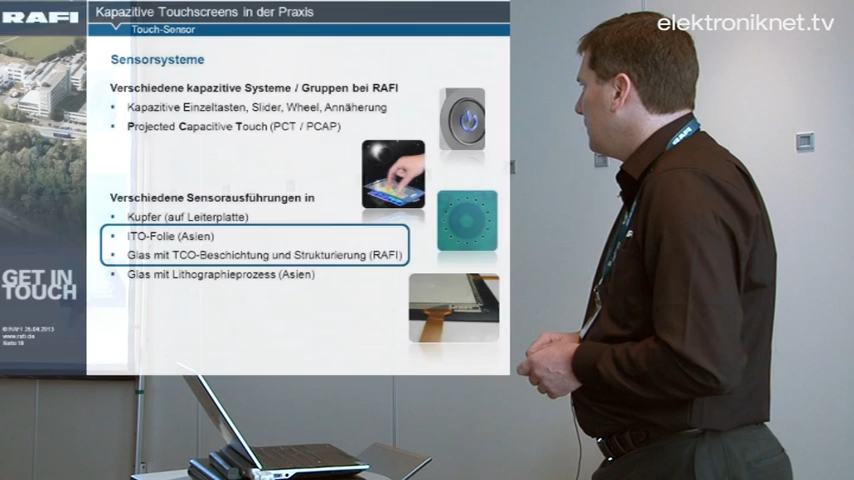 RAFI
Kapazitive Touchscreens in der Praxis
Touch-Sensor
elektroniknet.tv
Sensorsysteme
Verschiedene kapazitive Systeme / Gruppen bei RAFI
• Kapazitive Einzeltasten, Slider, Wheel, Annäherung
• Projected Capacitive Touch (PCT / PCAP)
Verschiedene Sensorausführungen in
• Kupfer (auf Leiterplatte)
• ITO-Folie (Asien)
• Glas mit TCO-Beschichtung und Strukturierung (RAFI)
• Glas mit Lithographieprozess (Asien)
GET IN
TOUCH
© RAFI 25.04.2013
www.rafi.de
Seite 18
RAFI